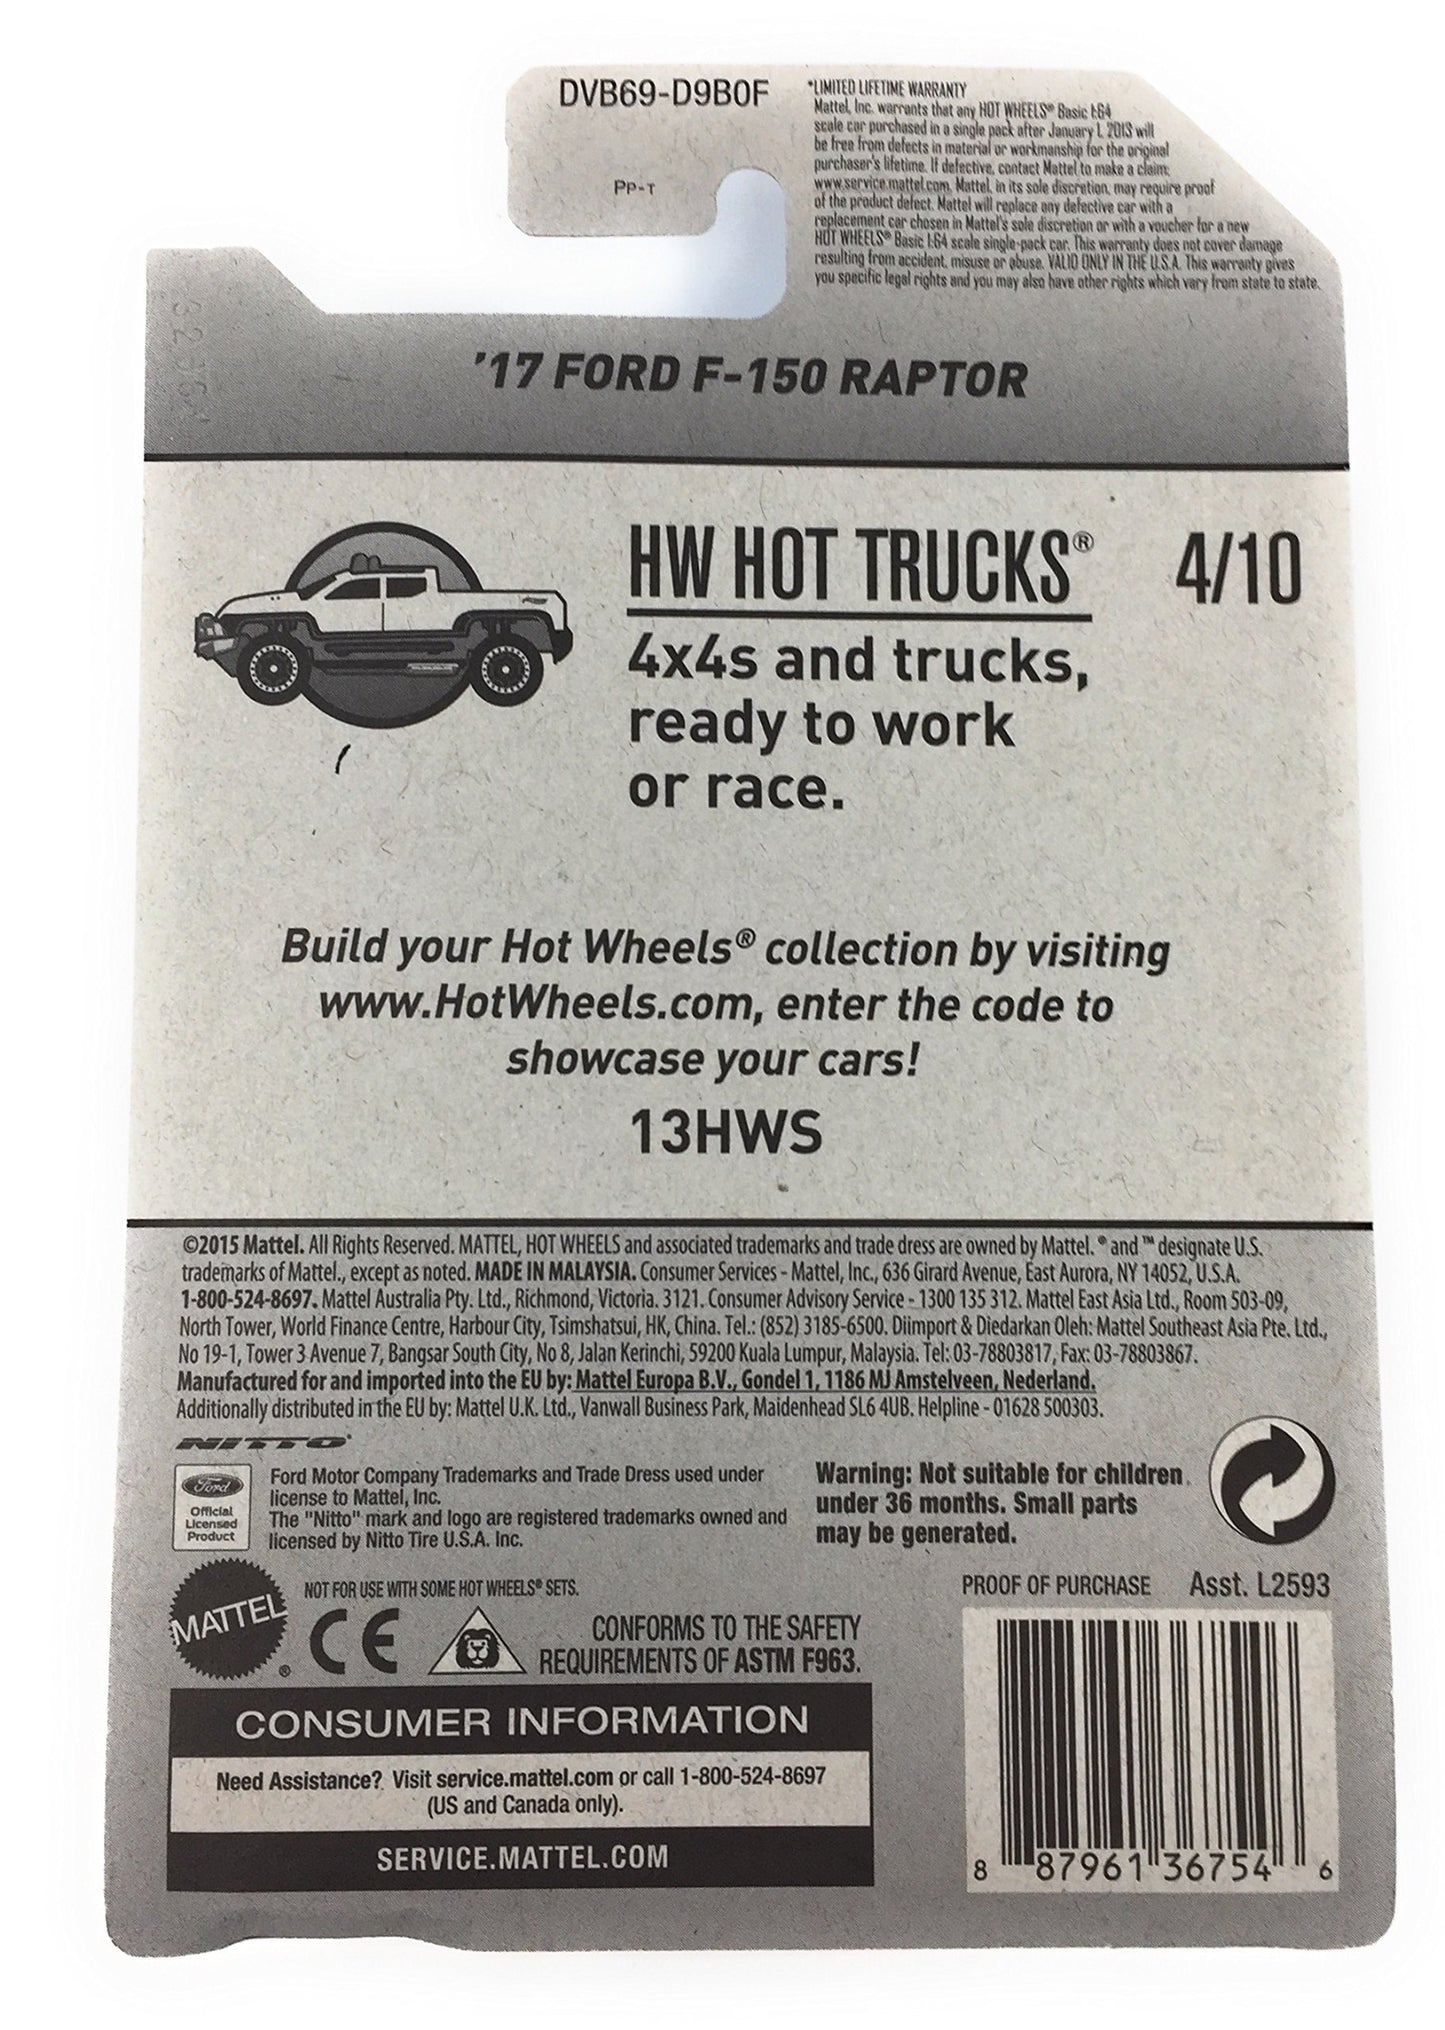 DVB69-D9B0F
PP-T
*LIMITED LIFETIME WARRANTY
Mattel, Inc. warrants that any HOT WHEELS® Basic 1:64
scale car purchased in a single pack after January 1, 2013 will
be free from defects in material or workmanship for the original
purchaser's lifetime. If defective, contact Mattel to make a claim:
www.service.mattel.com. Mattel, in its sole discretion, may require proof
of the product defect. Mattel will replace any defective car with a
replacement car chosen in Mattel's sole discretion or with a voucher for a new
HOT WHEELS® Basic 1:64 scale single-pack car. This warranty does not cover damage
resulting from accident, misuse or abuse. VALID ONLY IN THE U.S.A. This warranty gives
you specific legal rights and you may also have other rights which vary from state to state.
'17 FORD F-150 RAPTOR
HW HOT TRUCKS® 4/10
4x4s and trucks,
ready to work
or race.
Build your Hot Wheels® collection by visiting
www.HotWheels.com, enter the code to
showcase your cars!
13HWS
©2015 Mattel. All Rights Reserved. MATTEL, HOT WHEELS and associated trademarks and trade dress are owned by Mattel. ® and ™ designate U.S.
trademarks of Mattel., except as noted. MADE IN MALAYSIA. Consumer Services - Mattel, Inc., 636 Girard Avenue, East Aurora, NY 14052, U.S.A.
1-800-524-8697. Mattel Australia Pty. Ltd., Richmond, Victoria. 3121. Consumer Advisory Service - 1300 135 312. Mattel East Asia Ltd., Room 503-09,
North Tower, World Finance Centre, Harbour City, Tsimshatsui, HK, China. Tel.: (852) 3185-6500. Diimport & Diedarkan Oleh: Mattel Southeast Asia Pte. Ltd.,
No 19-1, Tower 3 Avenue 7, Bangsar South City, No 8, Jalan Kerinchi, 59200 Kuala Lumpur, Malaysia. Tel: 03-78803817, Fax: 03-78803867.
Manufactured for and imported into the EU by: Mattel Europa B.V., Gondel 1, 1186 MJ Amstelveen, Nederland.
Additionally distributed in the EU by: Mattel U.K. Ltd., Vanwall Business Park, Maidenhead SL6 4UB. Helpline - 01628 500303.
NITTO®
Ford
Official
Licensed
Product
Ford Motor Company Trademarks and Trade Dress used under
license to Mattel, Inc.
The "Nitto" mark and logo are registered trademarks owned and
licensed by Nitto Tire U.S.A. Inc.
Warning: Not suitable for children
under 36 months. Small parts
may be generated.
MATTEL®
NOT FOR USE WITH SOME HOT WHEELS® SETS.
CE
CONFORMS TO THE SAFETY
REQUIREMENTS OF ASTM F963.
PROOF OF PURCHASE Asst. L2593
CONSUMER INFORMATION
Need Assistance? Visit service.mattel.com or call 1-800-524-8697
(US and Canada only).
SERVICE.MATTEL.COM
8 87961 36754 6